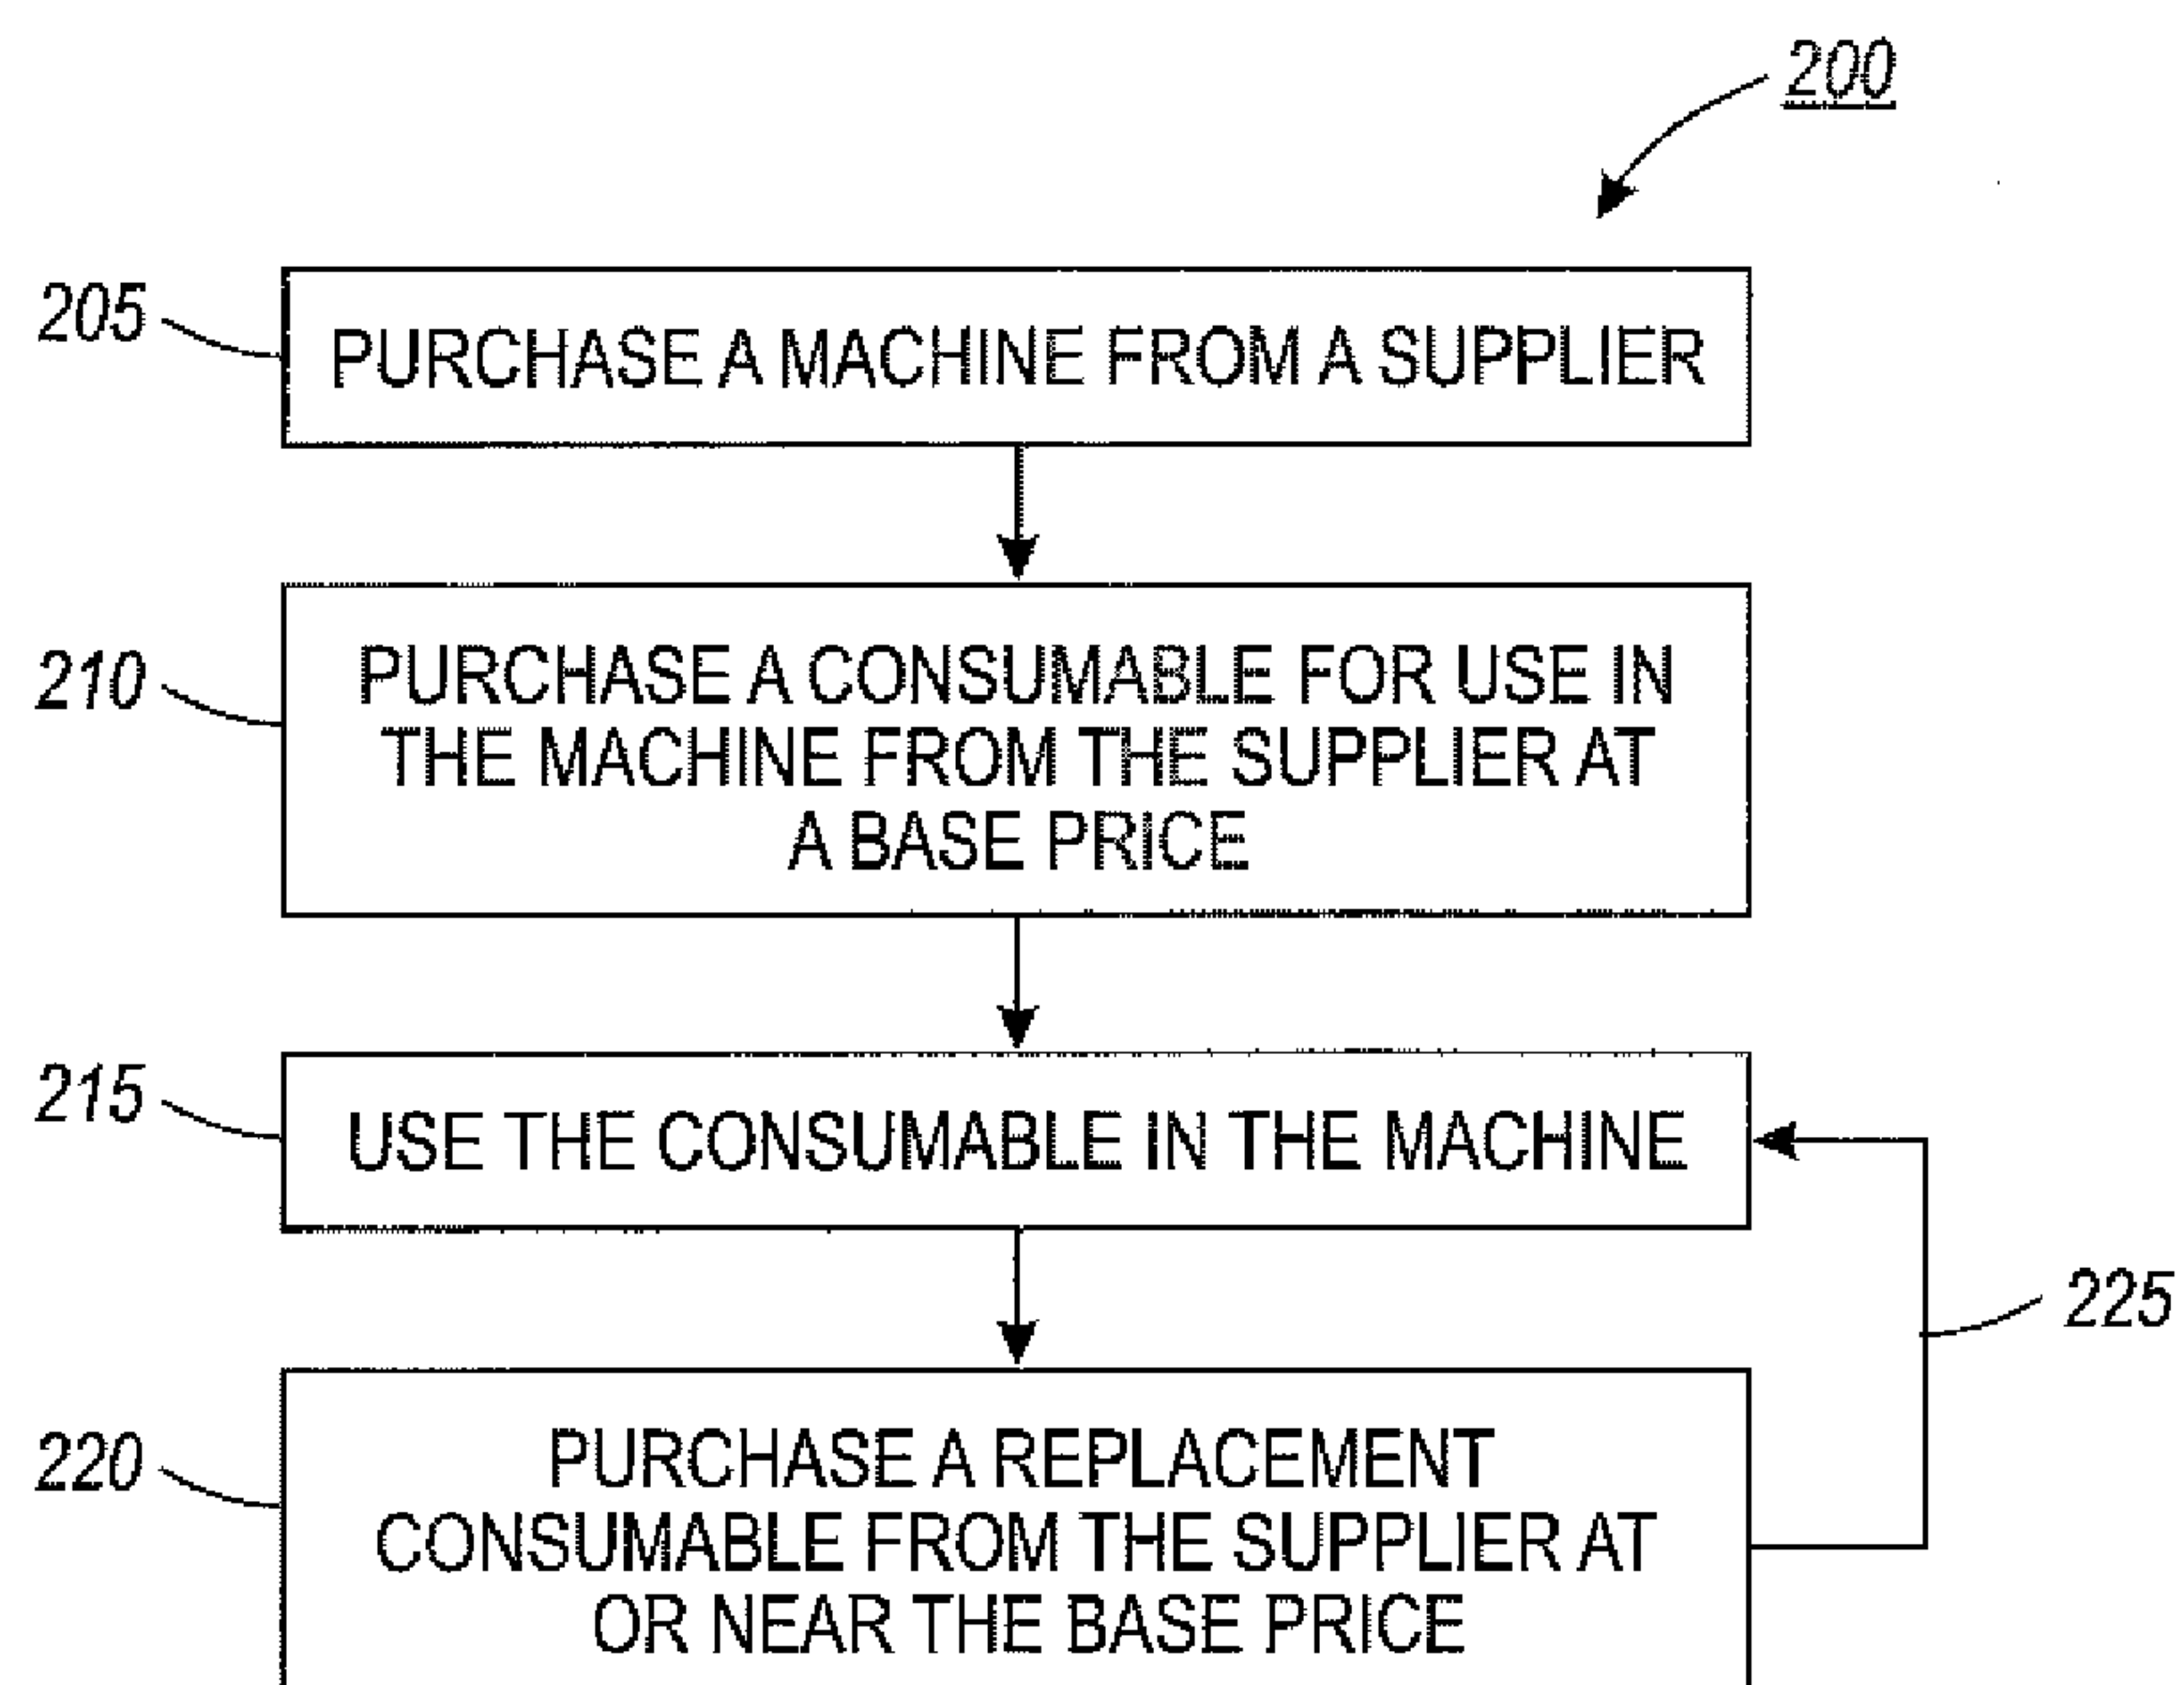 200
205
PURCHASE A MACHINE FROM A SUPPLIER
210
PURCHASE A CONSUMABLE FOR USE IN
THE MACHINE FROM THE SUPPLIER AT
A BASE PRICE
215
USE THE CONSUMABLE IN THE MACHINE
225
220
PURCHASE A REPLACEMENT
CONSUMABLE FROM THE SUPPLIER AT
OR NEAR THE BASE PRICE